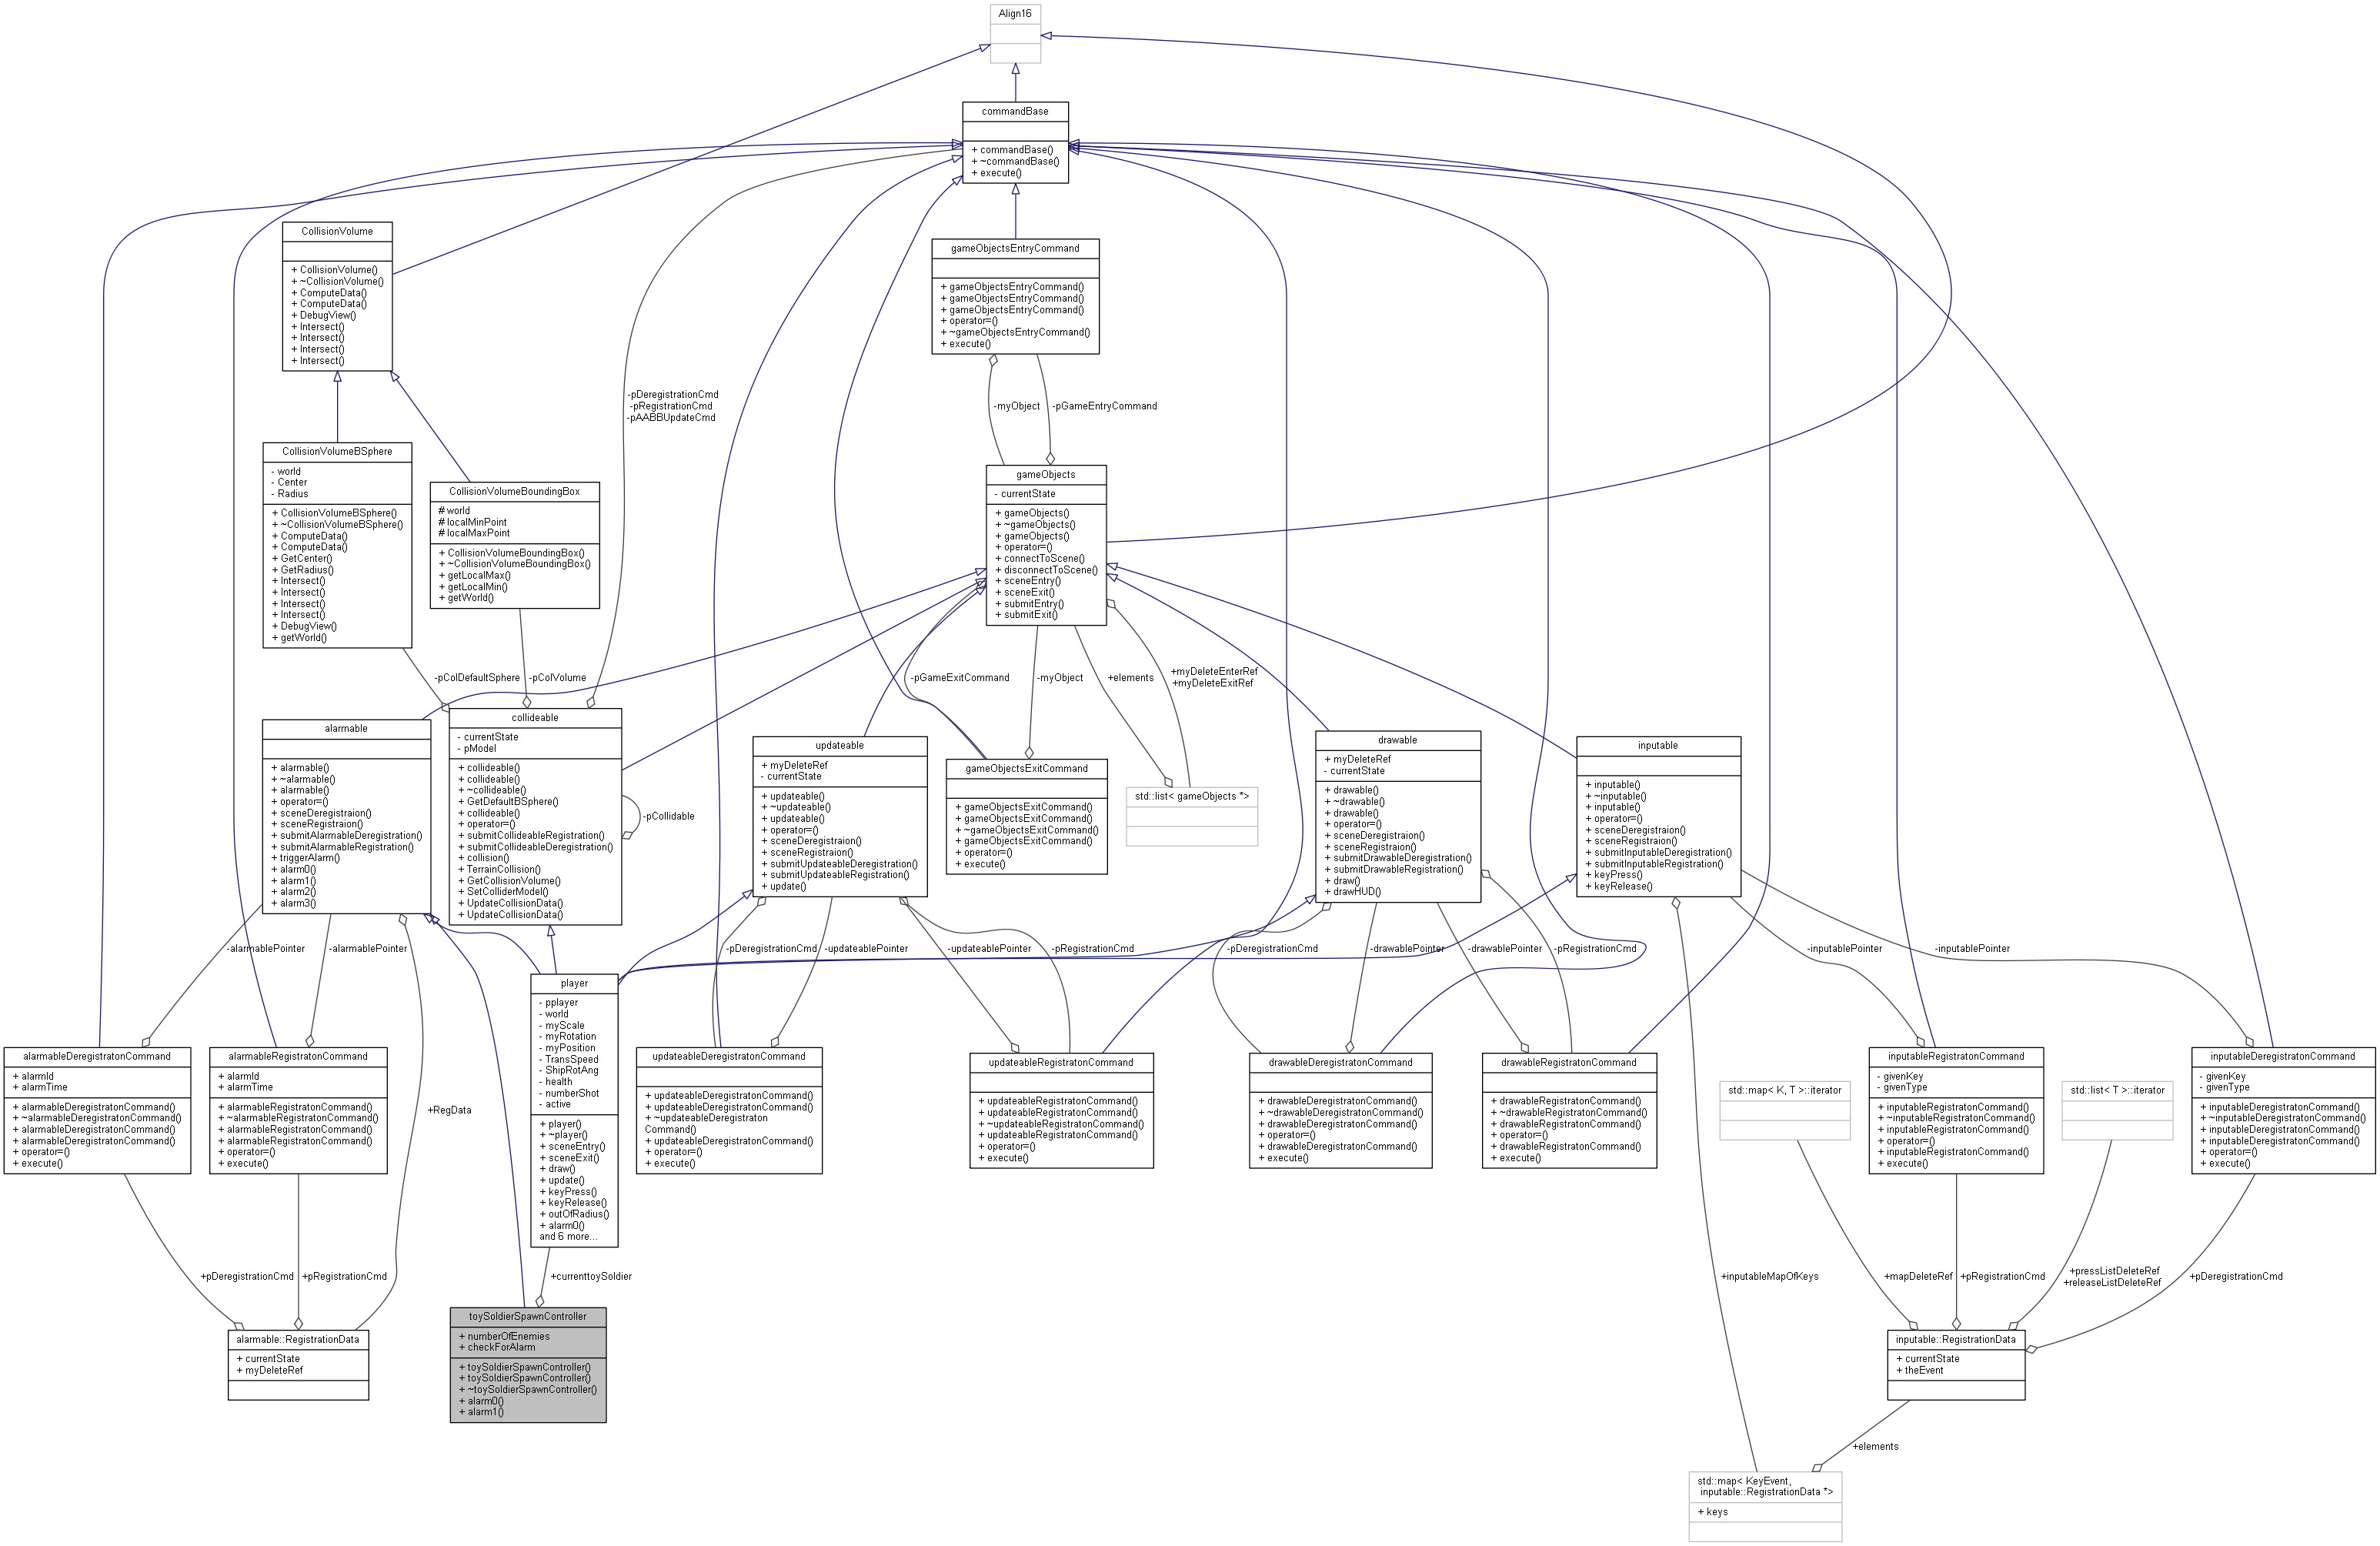 Align16
commandBase
+ commandBase()
+ ~commandBase()
+ execute()
CollisionVolume
+ CollisionVolume()
+ ~CollisionVolume()
+ ComputeData()
+ ComputeData()
+ DebugView()
+ Intersect()
+ Intersect()
+ Intersect()
+ Intersect()
gameObjectsEntryCommand
+ gameObjectsEntryCommand()
+ gameObjectsEntryCommand()
+ gameObjectsEntryCommand()
+ operator=()
+ ~gameObjectsEntryCommand()
+ execute()
-pDeregistrationCmd
-pRegistrationCmd
-pAABBUpdateCmd
-myObject
-pGameEntryCommand
CollisionVolumeBSphere
- world
- Center
- Radius
+ CollisionVolumeBSphere()
+ ~CollisionVolumeBSphere()
+ ComputeData()
+ ComputeData()
+ GetCenter()
+ GetRadius()
+ Intersect()
+ Intersect()
+ Intersect()
+ Intersect()
+ DebugView()
+ getWorld()
CollisionVolumeBoundingBox
# world
# localMinPoint
# localMaxPoint
+ CollisionVolumeBoundingBox()
+ ~CollisionVolumeBoundingBox()
+ getLocalMax()
+ getLocalMin()
+ getWorld()
gameObjects
- currentState
+ gameObjects()
+ ~gameObjects()
+ gameObjects()
+ operator=()
+ connectToScene()
+ disconnectToScene()
+ sceneEntry()
+ sceneExit()
+ submitEntry()
+ submitExit()
-pColDefaultSphere
-pColVolume
-pGameExitCommand
-myObject
+elements
+myDeleteEnterRef
+myDeleteExitRef
alarmable
+ alarmable()
+ ~alarmable()
+ alarmable()
+ operator=()
+ sceneDeregistraion()
+ sceneRegistraion()
+ submitAlarmableDeregistration()
+ submitAlarmableRegistration()
+ triggerAlarm()
+ alarm0()
+ alarm1()
+ alarm2()
+ alarm3()
collideable
- currentState
- pModel
+ collideable()
+ collideable()
+ ~collideable()
+ GetDefaultBSphere()
+ collideable()
+ operator=()
+ submitCollideableRegistration()
+ submitCollideableDeregistration()
+ collision()
+ TerrainCollision()
+ GetCollisionVolume()
+ SetColliderModel()
+ UpdateCollisionData()
+ UpdateCollisionData()
-pCollidable
updateable
+ myDeleteRef
- currentState
+ updateable()
+ ~updateable()
+ updateable()
+ operator=()
+ sceneDeregistraion()
+ sceneRegistraion()
+ submitUpdateableDeregistration()
+ submitUpdateableRegistration()
+ update()
gameObjectsExitCommand
+ gameObjectsExitCommand()
+ gameObjectsExitCommand()
+ ~gameObjectsExitCommand()
+ gameObjectsExitCommand()
+ operator=()
+ execute()
std::list< gameObjects *>
drawable
+ myDeleteRef
- currentState
+ drawable()
+ ~drawable()
+ drawable()
+ operator=()
+ sceneDeregistraion()
+ sceneRegistraion()
+ submitDrawableDeregistration()
+ submitDrawableRegistration()
+ draw()
+ drawHUD()
inputable
+ inputable()
+ ~inputable()
+ inputable()
+ operator=()
+ sceneDeregistraion()
+ sceneRegistraion()
+ submitInputableDeregistration()
+ submitInputableRegistration()
+ keyPress()
+ keyRelease()
-alarmablePointer
-alarmablePointer
-pDeregistrationCmd
-updateablePointer
-updateablePointer
-pRegistrationCmd
-pDeregistrationCmd
-drawablePointer
-drawablePointer
-pRegistrationCmd
-inputablePointer
-inputablePointer
player
- pplayer
- world
- myScale
- myRotation
- myPosition
- TransSpeed
- ShipRotAng
- health
- numberShot
- active
+ player()
+ ~player()
+ sceneEntry()
+ sceneExit()
+ draw()
+ update()
+ keyPress()
+ keyRelease()
+ outOfRadius()
+ alarm0()
and 6 more...
alarmableDeregistratonCommand
+ alarmId
+ alarmTime
+ alarmableDeregistratonCommand()
+ ~alarmableDeregistratonCommand()
+ alarmableDeregistratonCommand()
+ alarmableDeregistratonCommand()
+ operator=()
+ execute()
alarmableRegistratonCommand
+ alarmId
+ alarmTime
+ alarmableRegistratonCommand()
+ ~alarmableRegistratonCommand()
+ alarmableRegistratonCommand()
+ alarmableRegistratonCommand()
+ operator=()
+ execute()
+RegData
updateableDeregistratonCommand
+ updateableDeregistratonCommand()
+ updateableDeregistratonCommand()
+ ~updateableDeregistraton
Command()
+ updateableDeregistratonCommand()
+ operator=()
+ execute()
updateableRegistratonCommand
+ updateableRegistratonCommand()
+ updateableRegistratonCommand()
+ ~updateableRegistratonCommand()
+ updateableRegistratonCommand()
+ operator=()
+ execute()
drawableDeregistratonCommand
+ drawableDeregistratonCommand()
+ ~drawableDeregistratonCommand()
+ drawableDeregistratonCommand()
+ operator=()
+ drawableDeregistratonCommand()
+ execute()
drawableRegistratonCommand
+ drawableRegistratonCommand()
+ ~drawableRegistratonCommand()
+ drawableRegistratonCommand()
+ operator=()
+ drawableRegistratonCommand()
+ execute()
std::map< K, T >::iterator
inputableRegistratonCommand
- givenKey
- givenType
+ inputableRegistratonCommand()
+ ~inputableRegistratonCommand()
+ inputableRegistratonCommand()
+ operator=()
+ inputableRegistratonCommand()
+ execute()
std::list< T >::iterator
inputableDeregistratonCommand
- givenKey
- givenType
+ inputableDeregistratonCommand()
+ ~inputableDeregistratonCommand()
+ inputableDeregistratonCommand()
+ inputableDeregistratonCommand()
+ operator=()
+ execute()
+pDeregistrationCmd
+pRegistrationCmd
+currenttoySoldier
+inputableMapOfKeys
+mapDeleteRef
+pRegistrationCmd
+pressListDeleteRef
+releaseListDeleteRef
+pDeregistrationCmd
alarmable::RegistrationData
+ currentState
+ myDeleteRef
toySoldierSpawnController
+ numberOfEnemies
+ checkForAlarm
+ toySoldierSpawnController()
+ toySoldierSpawnController()
+ ~toySoldierSpawnController()
+ alarm0()
+ alarm1()
inputable::RegistrationData
+ currentState
+ theEvent
+elements
std::map< KeyEvent,
inputable::RegistrationData *>
+ keys